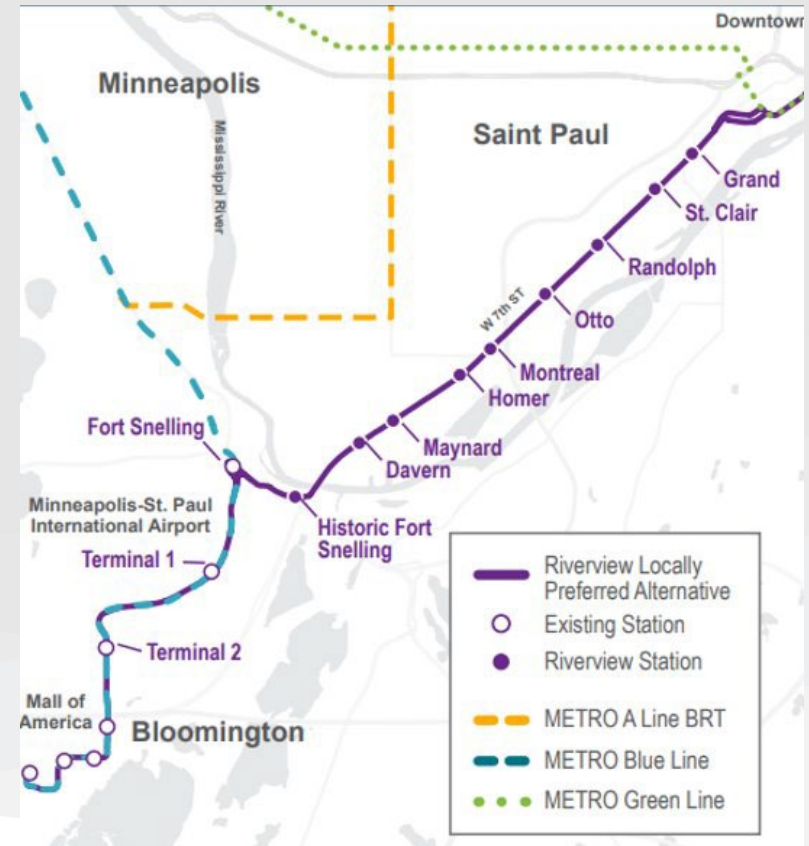 Downtown
Minneapolis
Mississippi River
Saint Paul
Grand
St. Clair
Randolph
W 7th ST
Otto
Montreal
Homer
Maynard
Davern
Fort Snelling
Historic Fort
Snelling
Minneapolis-St. Paul
International Airport
Terminal 1
Terminal 2
Mall of
America
Bloomington
Riverview Locally
Preferred Alternative
Existing Station
Riverview Station
METRO A Line BRT
METRO Blue Line
METRO Green Line